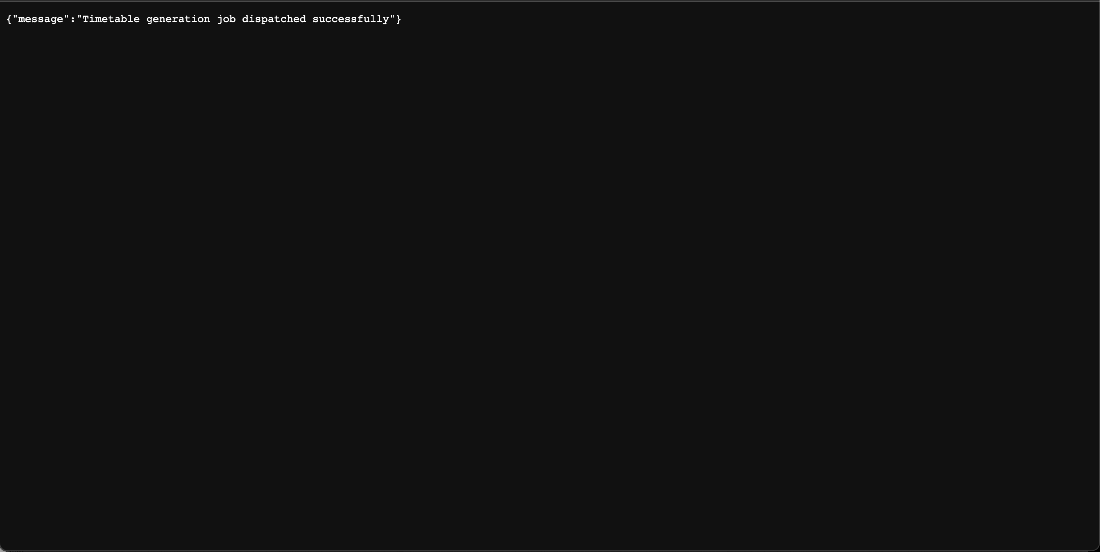 {"message":"Timetable generation job dispatched successfully"}